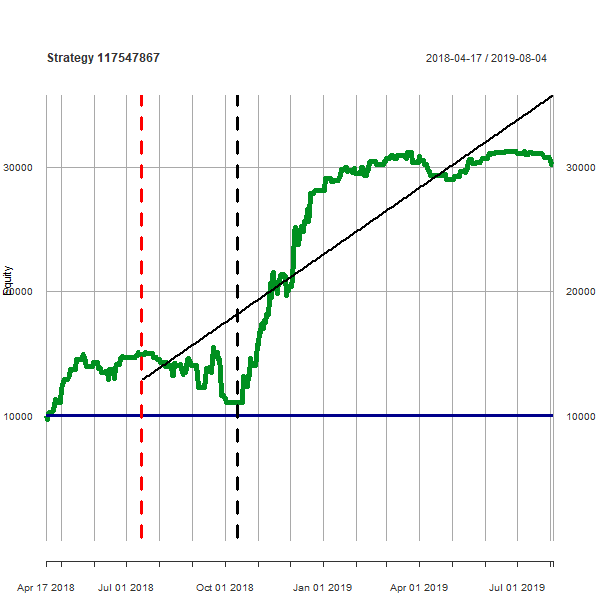 Strategy 117547867 2018-04-17 / 2019-08-04
30000 30000
Equity
20000 20000
10000 10000
Apr 17 2018 Jul 01 2018 Oct 01 2018 Jan 01 2019 Apr 01 2019 Jul 01 2019